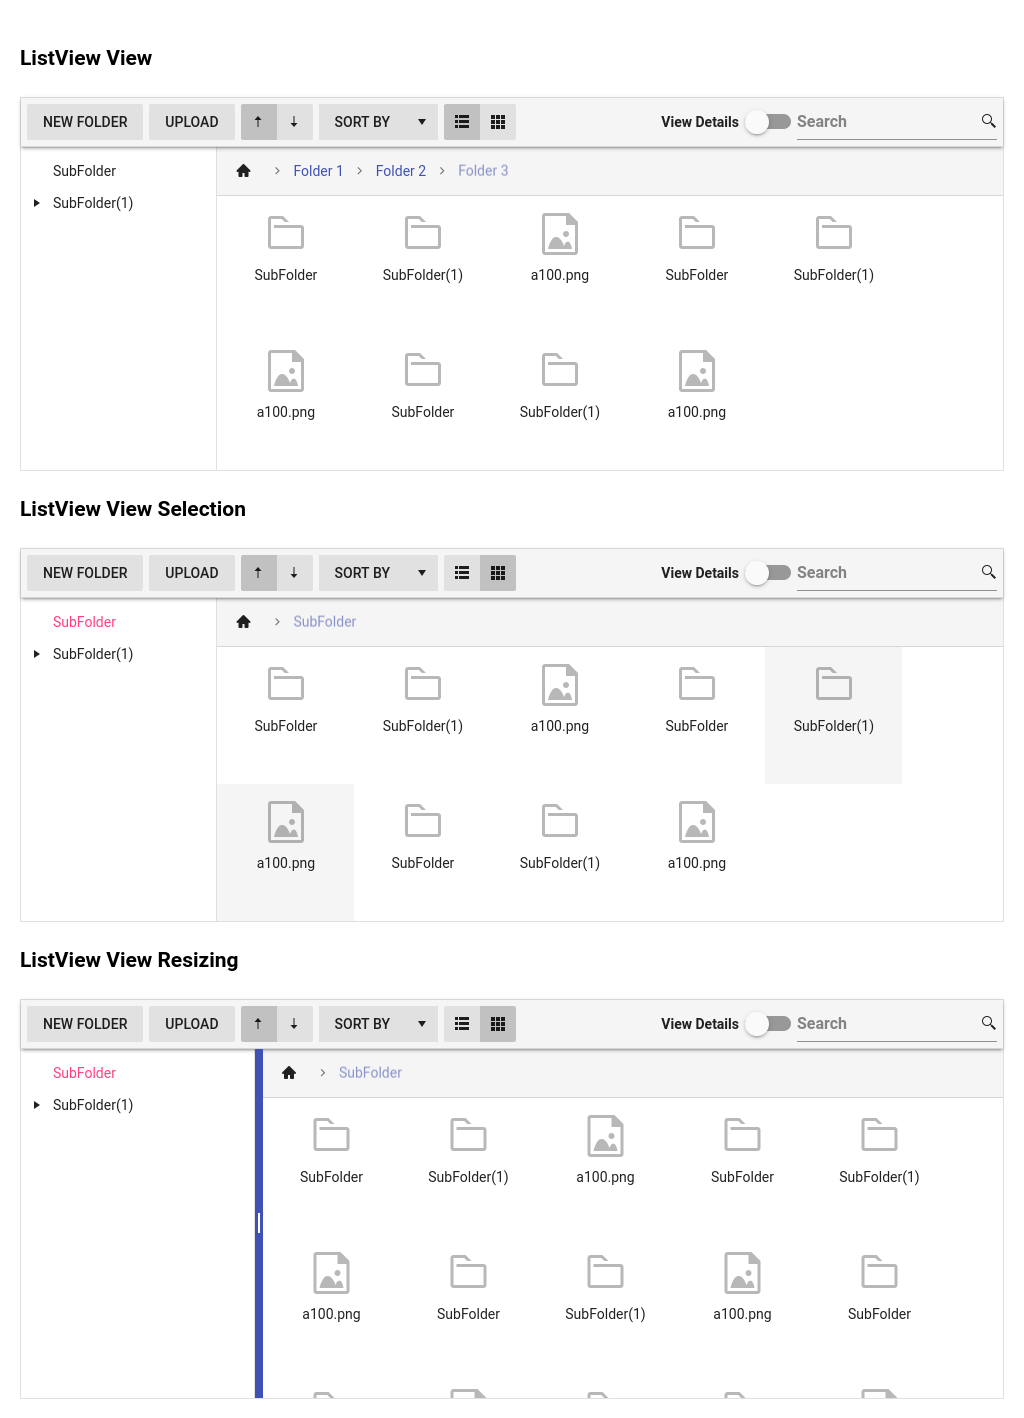 ListView View
NEW FOLDER UPLOAD SORT BY View Details Search
SubFolder
SubFolder(1)
Folder 1 Folder 2 Folder 3
SubFolder SubFolder(1) a100.png SubFolder SubFolder(1)
a100.png SubFolder SubFolder(1) a100.png
ListView View Selection
NEW FOLDER UPLOAD SORT BY View Details Search
SubFolder
SubFolder(1)
SubFolder
SubFolder SubFolder(1) a100.png SubFolder SubFolder(1)
a100.png SubFolder SubFolder(1) a100.png
ListView View Resizing
NEW FOLDER UPLOAD SORT BY View Details Search
SubFolder
SubFolder(1)
SubFolder
SubFolder SubFolder(1) a100.png SubFolder SubFolder(1)
a100.png SubFolder SubFolder(1) a100.png SubFolder